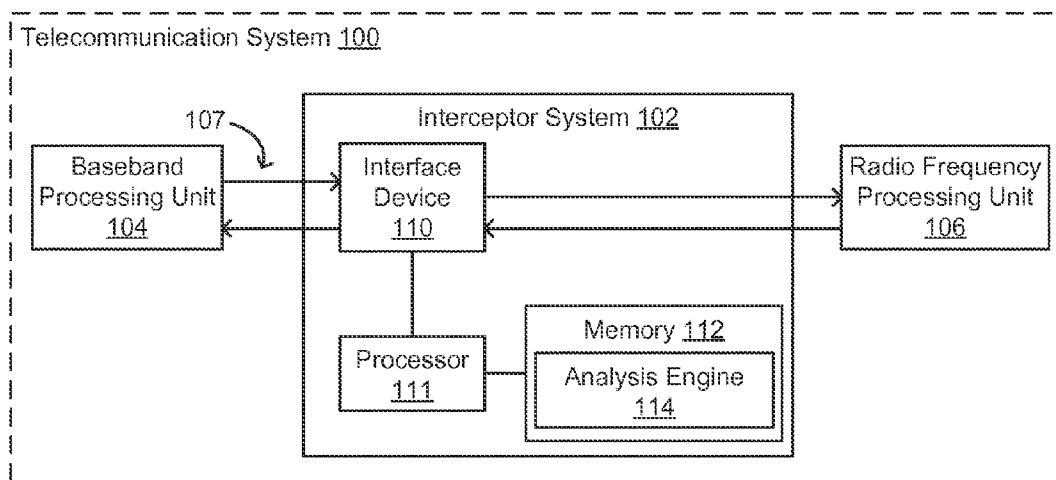 Telecommunication System 100
107
Interceptor System 102
Baseband
Processing Unit
104
Interface
Device
110
Radio Frequency
Processing Unit
106
Processor
111
Memory 112
Analysis Engine
114